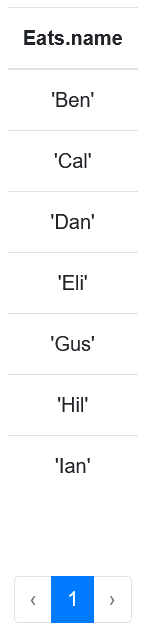 Eats.name
'Ben'
'Cal'
'Dan'
'Eli'
'Gus'
'Hil'
'Ian'
‹ 1 ›